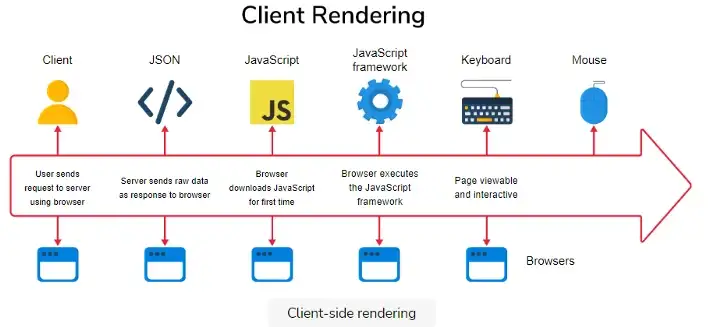 Client Rendering
Client
JSON
JavaScript
JavaScript
framework
Keyboard
Mouse
JS
User sends
request to server
using browser
Server sends raw data
as response to browser
Browser
downloads JavaScript
for first time
Browser executes
the JavaScript
framework
Page viewable
and interactive
Browsers
Client-side rendering